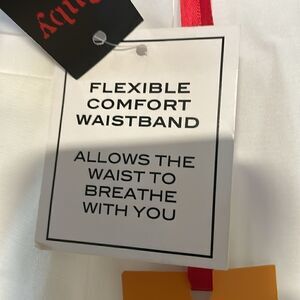 FLEXIBLE
COMFORT
WAISTBAND
ALLOWS THE
WAIST TO
BREATHE
WITH YOU